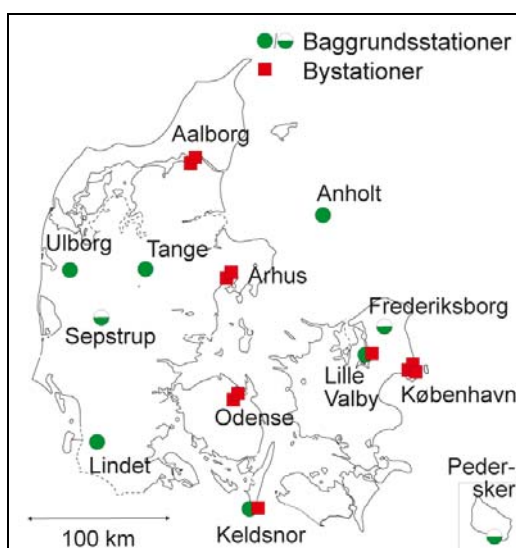 Baggrundsstationer
Bystationer
Aalborg
Anholt
Ulborg
Tange
Århus
Frederiksborg
Sepstrup
Lille
Valby
København
Odense
Lindet
Peder-
sker
100 km
Keldsnor